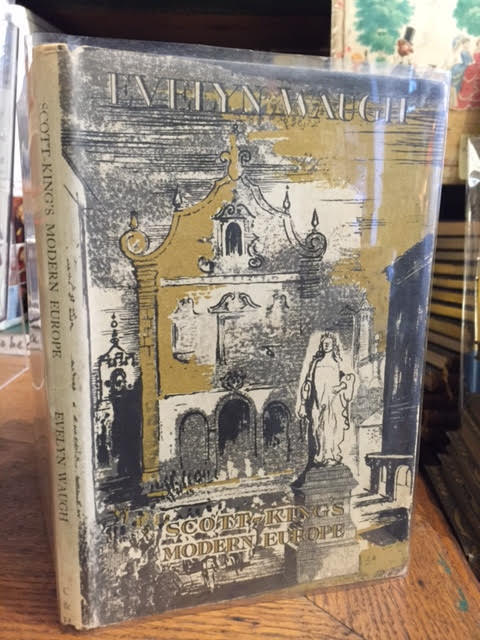 EVELYN WAUGH
SCOTT-KING'S
MODERN EUROPE
SCOTT-KING'S MODERN EUROPE
EVELYN WAUGH